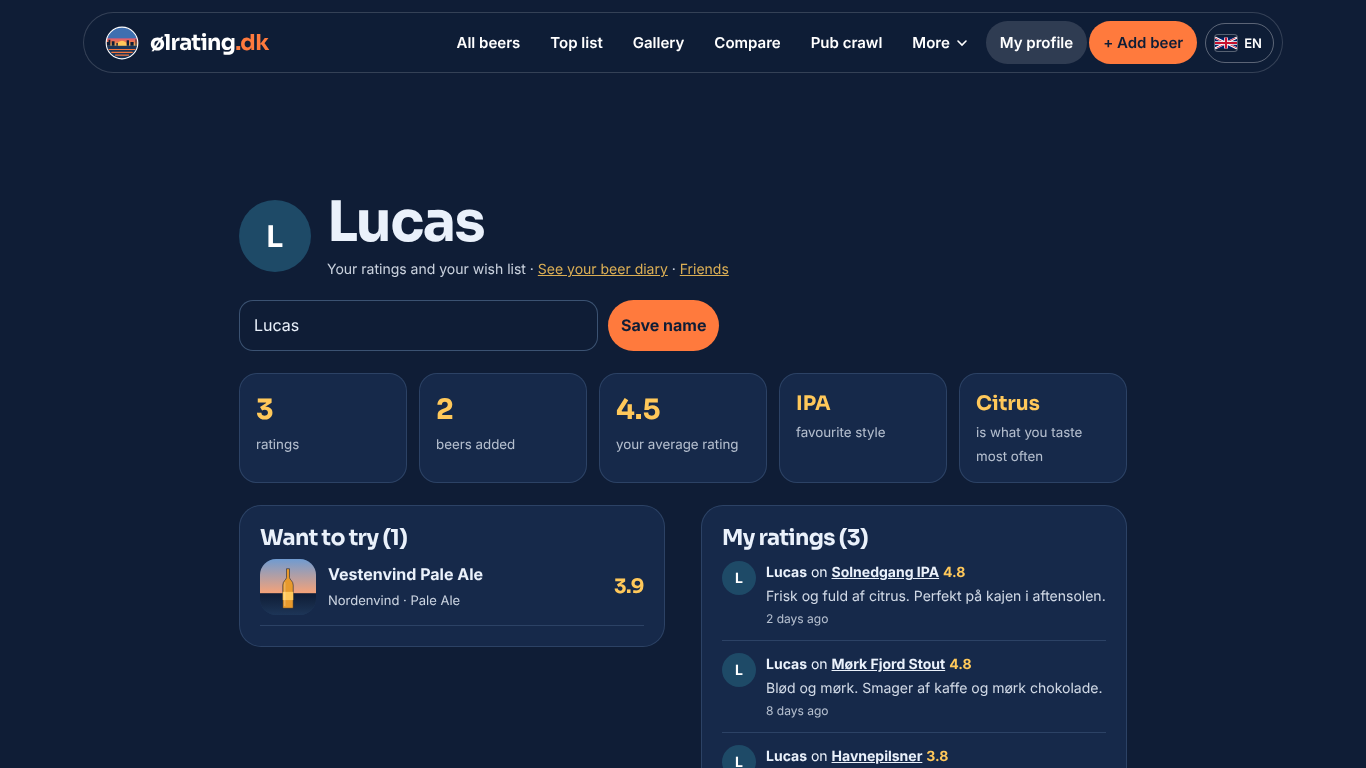 ølrating.dk
All beers
Top list
Gallery
Compare
Pub crawl
More
My profile
+ Add beer
EN
L
Lucas
Your ratings and your wish list · See your beer diary · Friends
Lucas
Save name
3
ratings
2
beers added
4.5
your average rating
IPA
favourite style
Citrus
is what you taste
most often
Want to try (1)
Vestenvind Pale Ale
Nordenvind · Pale Ale
3.9
My ratings (3)
L
Lucas on Solnedgang IPA 4.8
Frisk og fuld af citrus. Perfekt på kajen i aftensolen.
2 days ago
L
Lucas on Mørk Fjord Stout 4.8
Blød og mørk. Smager af kaffe og mørk chokolade.
8 days ago
L
Lucas on Havnepilsner 3.8